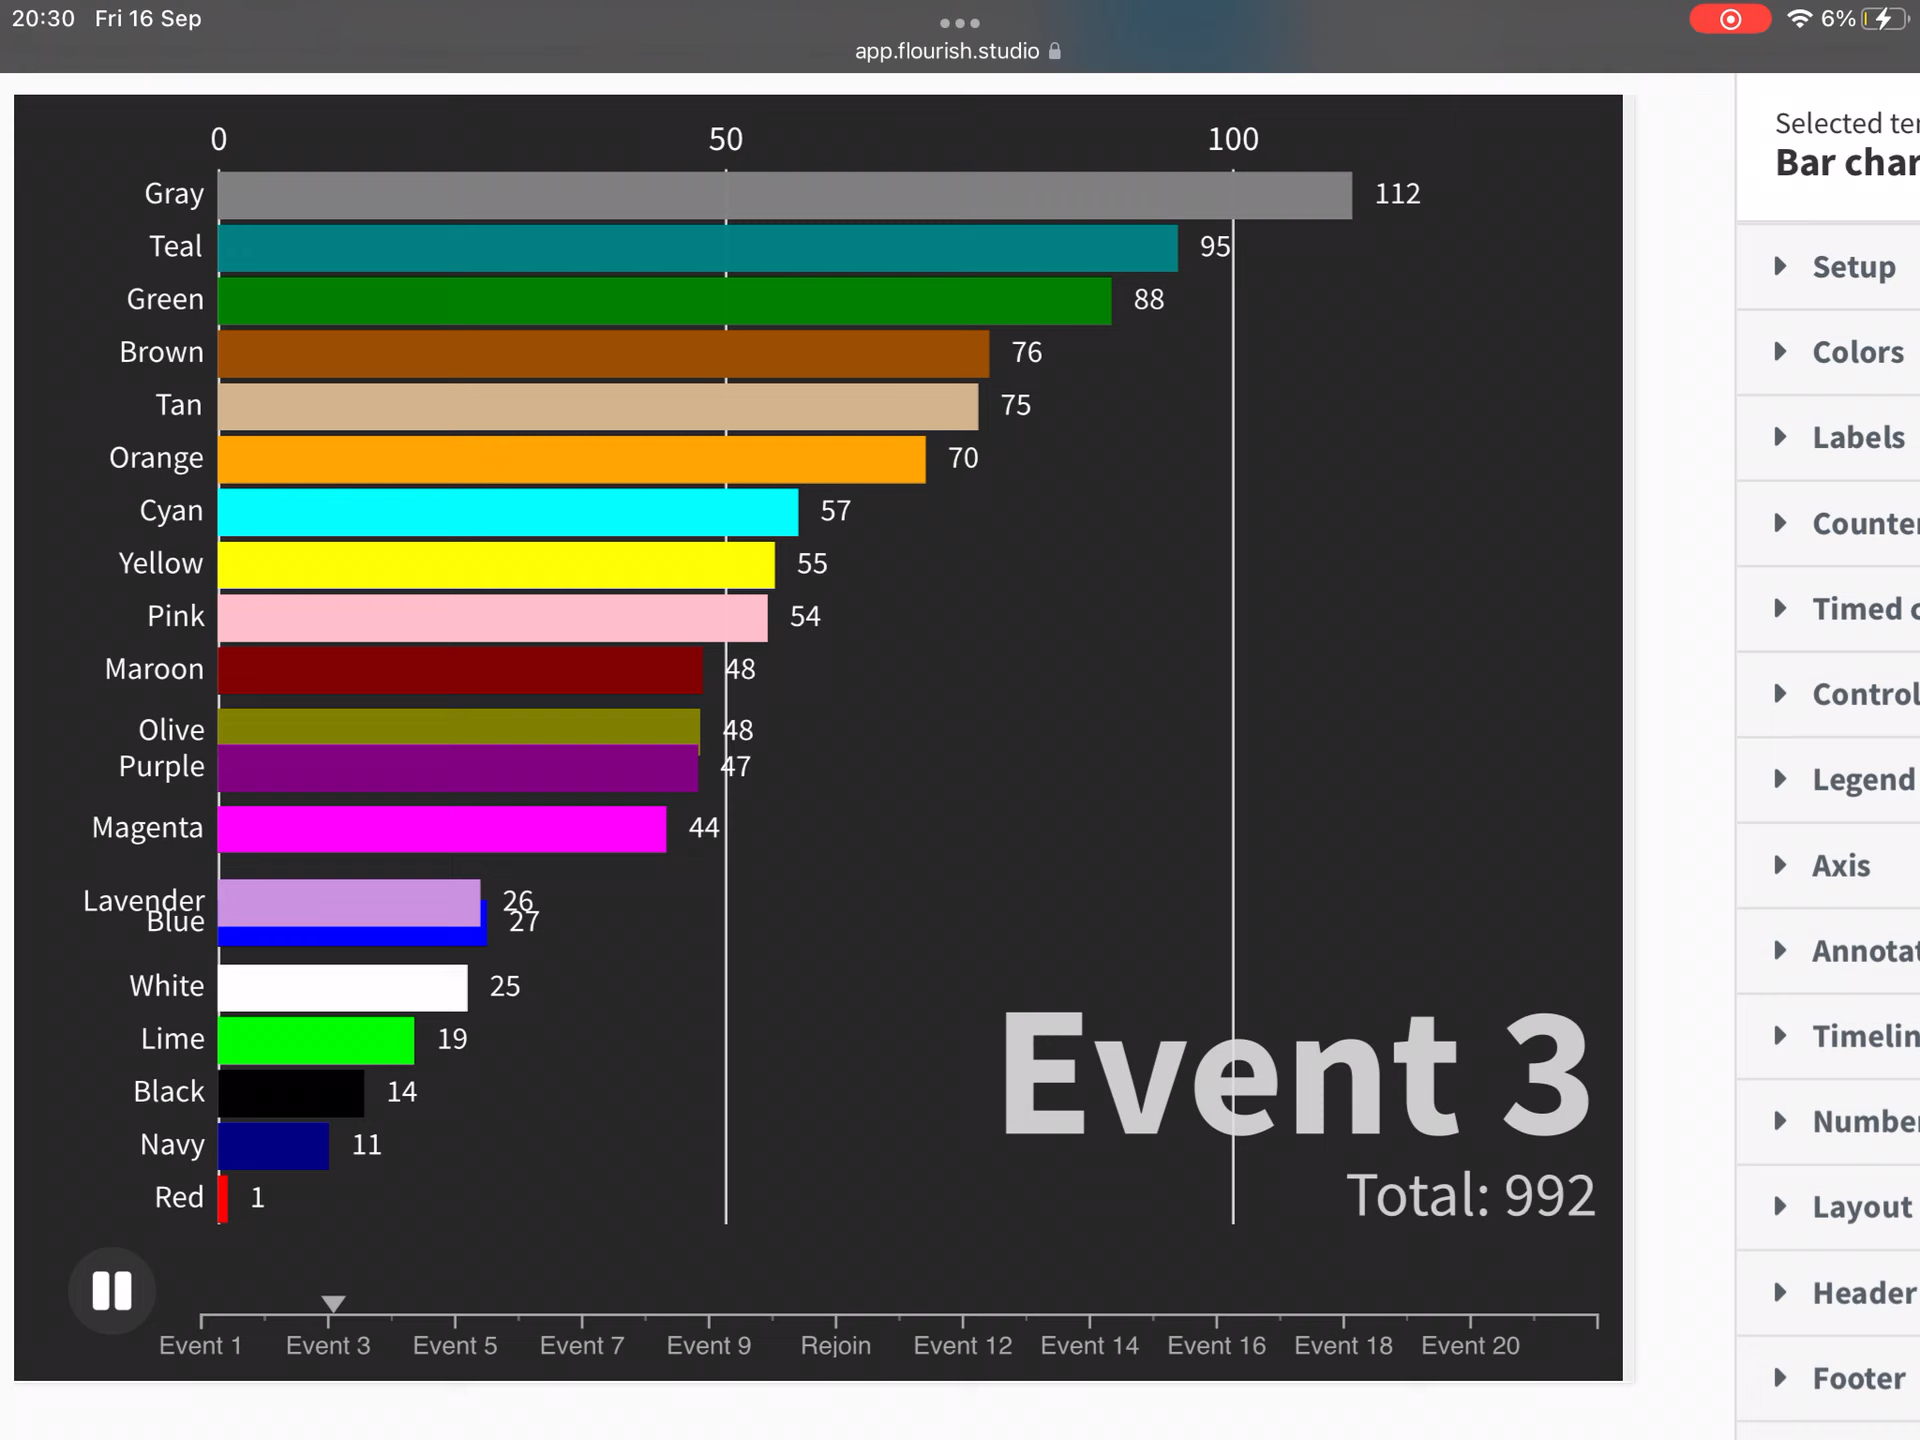 20:30 Fri 16 Sep
6%
app.flourish.studio
0 50 100
Gray 112
Teal 95
Green 88
Brown 76
Tan 75
Orange 70
Cyan 57
Yellow 55
Pink 54
Maroon 48
Olive 48
Purple 47
Magenta 44
Lavender 26
Blue 27
White 25
Lime 19
Black 14
Navy 11
Red 1
Event 3
Total: 992
Event 1 Event 3 Event 5 Event 7 Event 9 Rejoin Event 12 Event 14 Event 16 Event 18 Event 20
Selected te
Bar char
Setup
Colors
Labels
Counter
Timed c
Control
Legend
Axis
Annotat
Timelin
Number
Layout
Header
Footer